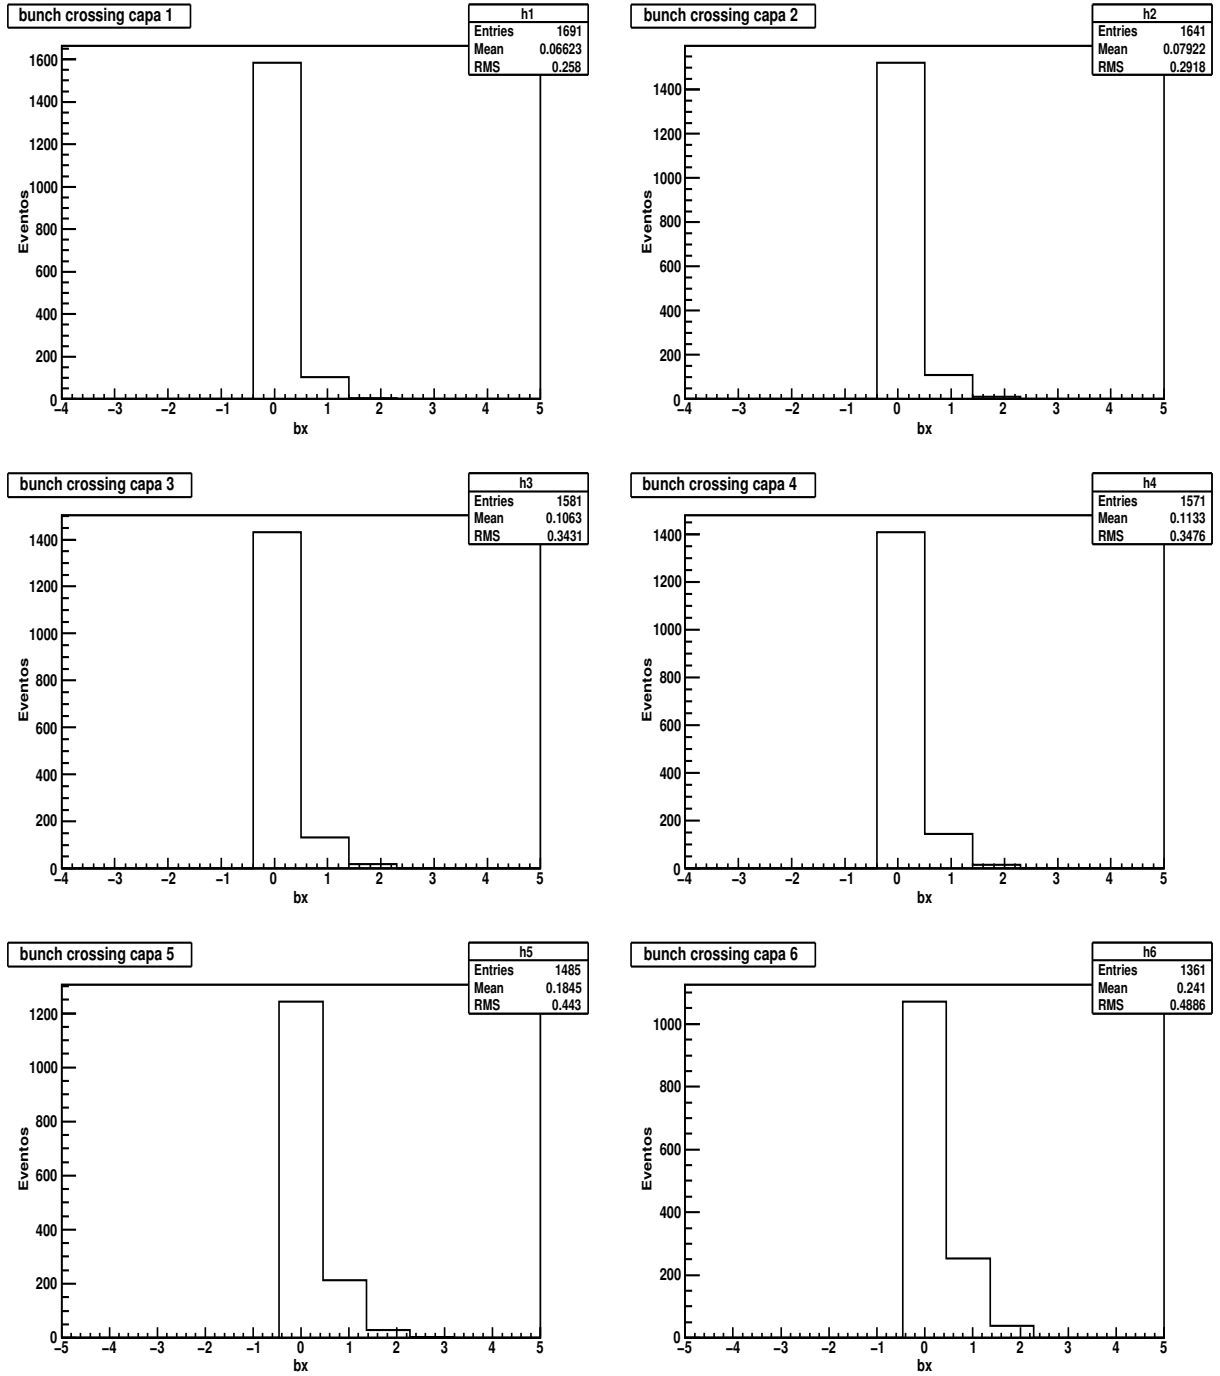 bunch crossing capa 1
h1
Entries 1691
Mean 0.06623
RMS 0.258
1600
1400
1200
1000
800
600
400
200
0
Eventos
−4 −3 −2 −1 0 1 2 3 4 5
bx
bunch crossing capa 2
h2
Entries 1641
Mean 0.07922
RMS 0.2918
1400
1200
1000
800
600
400
200
0
Eventos
−4 −3 −2 −1 0 1 2 3 4 5
bx
bunch crossing capa 3
h3
Entries 1581
Mean 0.1063
RMS 0.3431
1400
1200
1000
800
600
400
200
0
Eventos
−4 −3 −2 −1 0 1 2 3 4 5
bx
bunch crossing capa 4
h4
Entries 1571
Mean 0.1133
RMS 0.3476
1400
1200
1000
800
600
400
200
0
Eventos
−4 −3 −2 −1 0 1 2 3 4 5
bx
bunch crossing capa 5
h5
Entries 1485
Mean 0.1845
RMS 0.443
1200
1000
800
600
400
200
0
Eventos
−5 −4 −3 −2 −1 0 1 2 3 4 5
bx
bunch crossing capa 6
h6
Entries 1361
Mean 0.241
RMS 0.4886
1000
800
600
400
200
0
Eventos
−5 −4 −3 −2 −1 0 1 2 3 4 5
bx